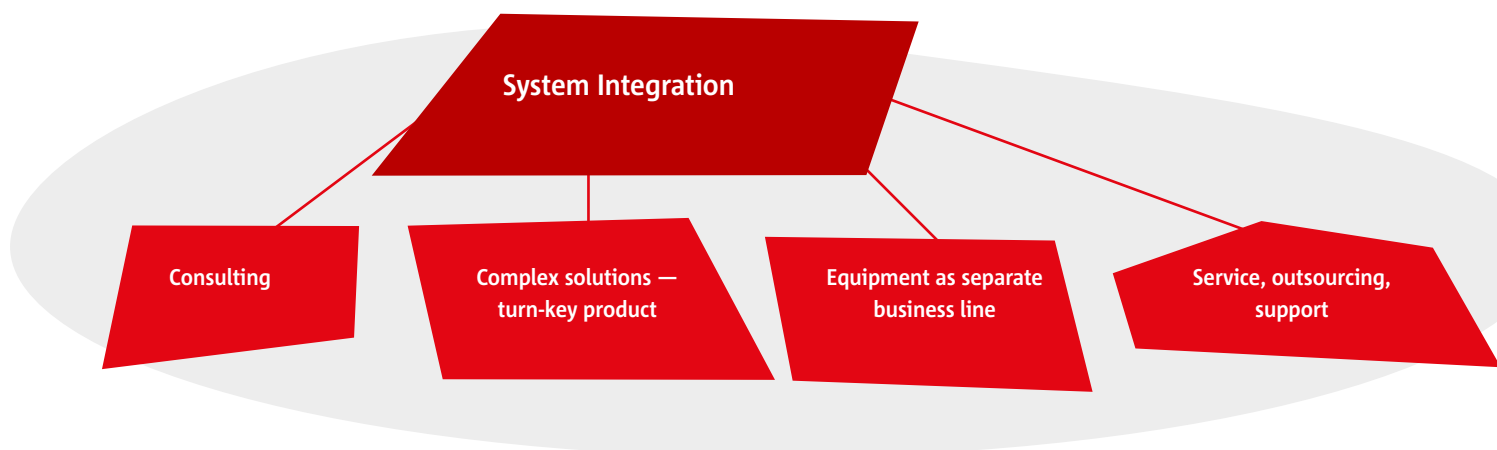 System Integration
Consulting
Complex solutions —
turn-key product
Equipment as separate
business line
Service, outsourcing,
support